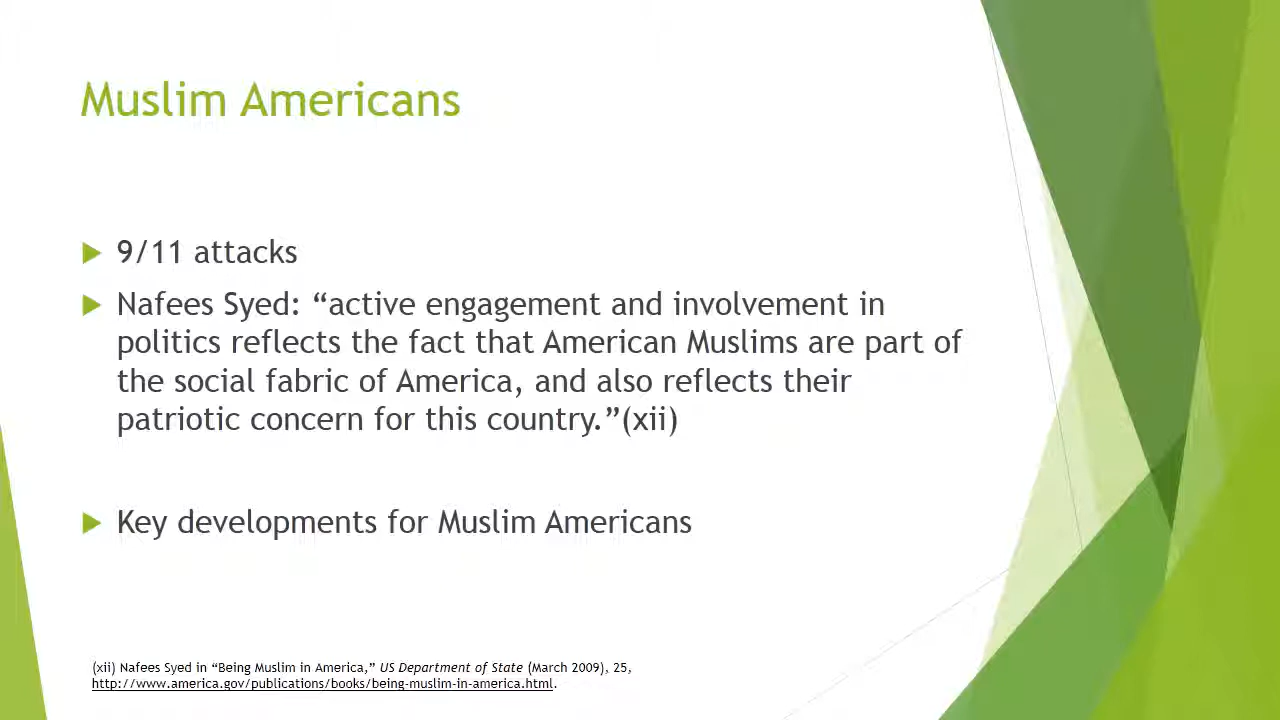 Muslim Americans
9/11 attacks
Nafees Syed: “active engagement and involvement in
politics reflects the fact that American Muslims are part of
the social fabric of America, and also reflects their
patriotic concern for this country.”(xii)
Key developments for Muslim Americans
(xii) Nafees Syed in “Being Muslim in America,” US Department of State (March 2009), 25,
http://www.america.gov/publications/books/being-muslim-in-america.html.